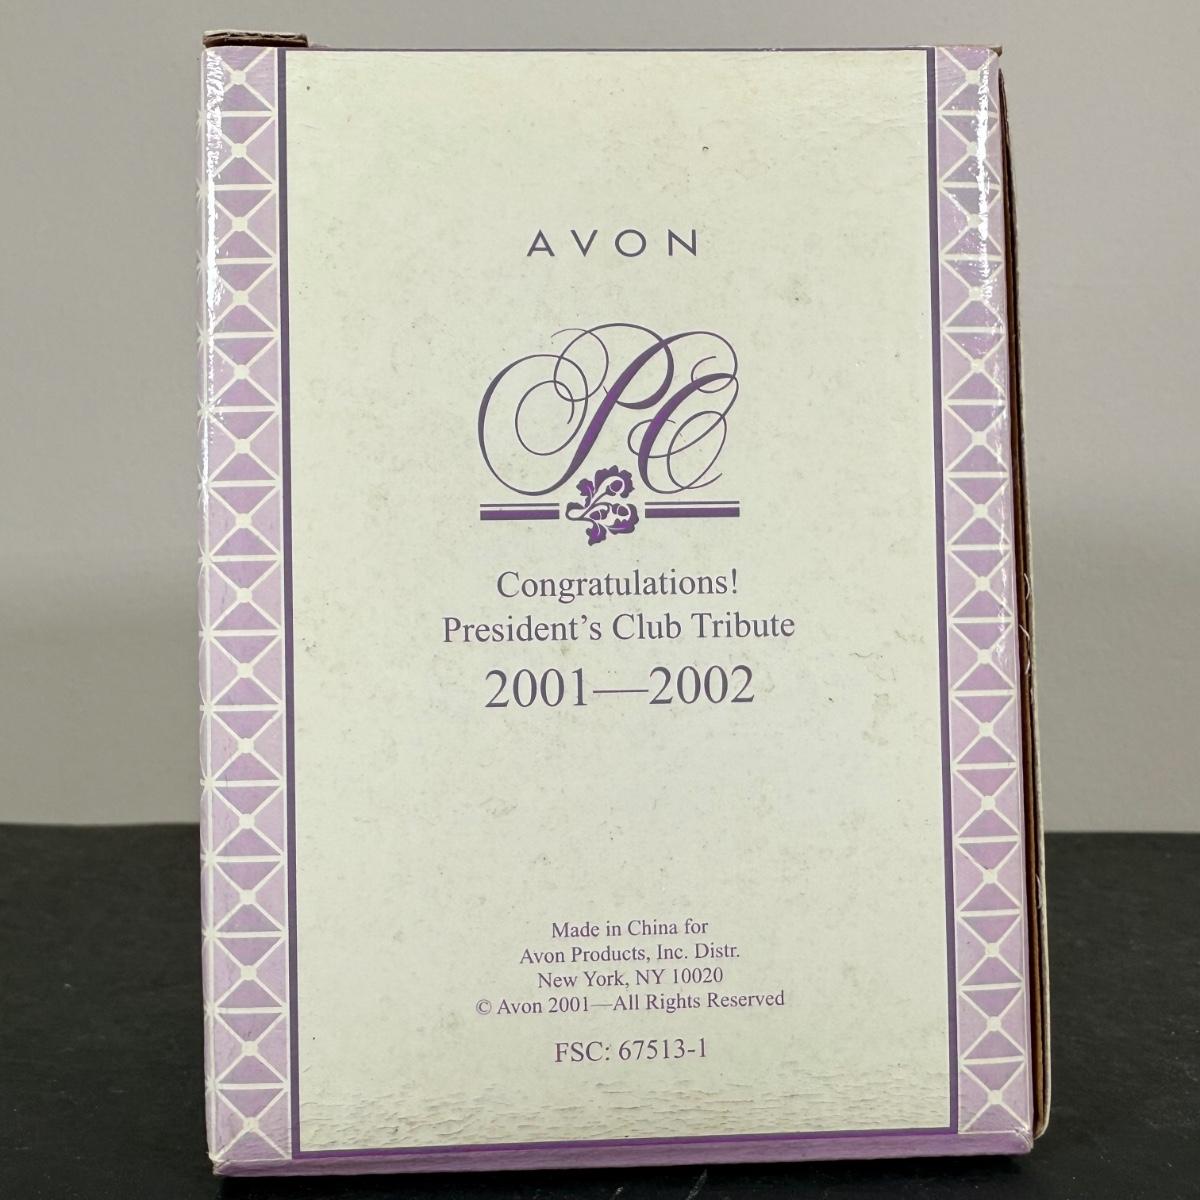 AVON
PC
Congratulations!
President's Club Tribute
2001—2002
Made in China for
Avon Products, Inc. Distr.
New York, NY 10020
© Avon 2001—All Rights Reserved
FSC: 67513-1